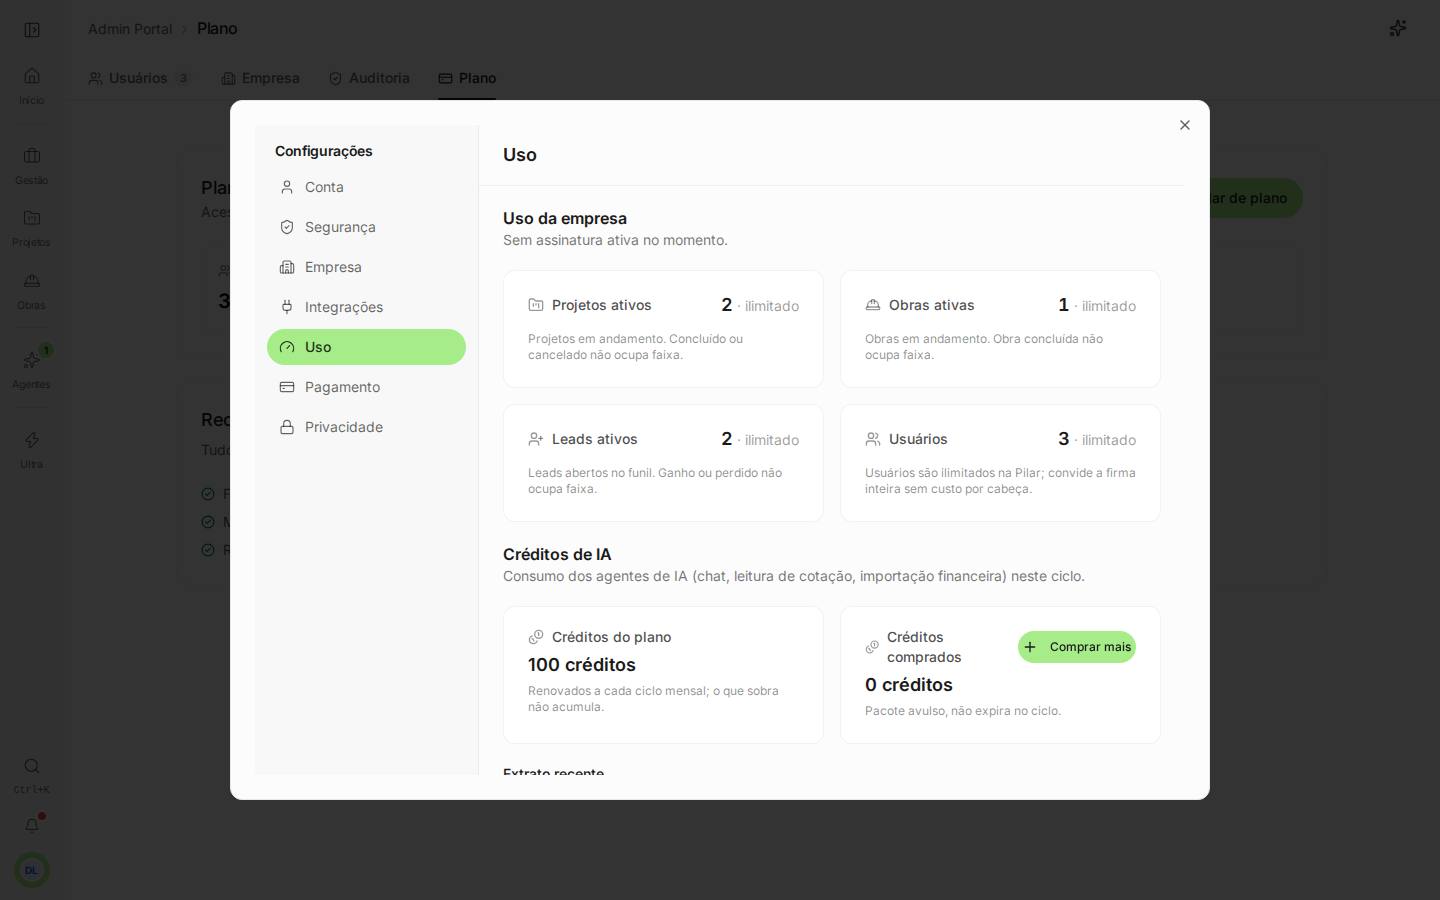 Admin Portal > Plano
Usuários 3 Empresa Auditoria Plano
Início
Gestão
Projetos
Obras
1
Agentes
Ultra
Ctrl+K
DL
ar de plano
3
Configurações
Conta
Segurança
Empresa
Integrações
Uso
Pagamento
Privacidade
Uso
Uso da empresa
Sem assinatura ativa no momento.
Projetos ativos 2 · ilimitado
Projetos em andamento. Concluído ou
cancelado não ocupa faixa.
Obras ativas 1 · ilimitado
Obras em andamento. Obra concluída não
ocupa faixa.
Leads ativos 2 · ilimitado
Leads abertos no funil. Ganho ou perdido não
ocupa faixa.
Usuários 3 · ilimitado
Usuários são ilimitados na Pilar; convide a firma
inteira sem custo por cabeça.
Créditos de IA
Consumo dos agentes de IA (chat, leitura de cotação, importação financeira) neste ciclo.
Créditos do plano
100 créditos
Renovados a cada ciclo mensal; o que sobra
não acumula.
Créditos
comprados
Comprar mais
0 créditos
Pacote avulso, não expira no ciclo.
Extrato recente